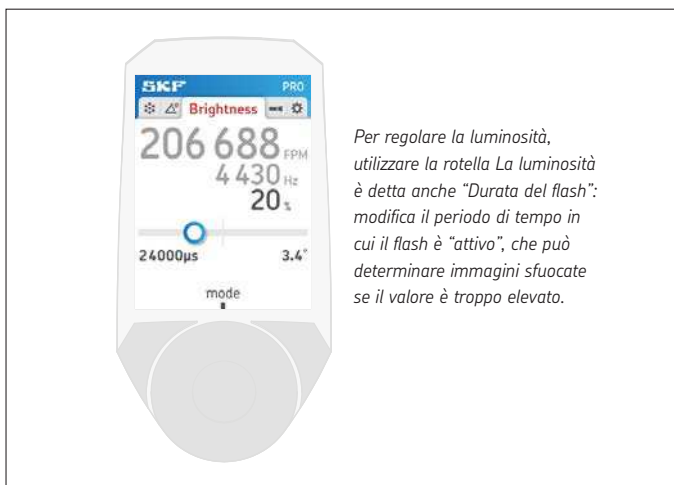 SKF PRO
Brightness
206 688 FPM
4 430 Hz
20 %
24000µs 3.4°
mode
Per regolare la luminosità,
utilizzare la rotella La luminosità
è detta anche “Durata del flash”:
modifica il periodo di tempo in
cui il flash è “attivo”, che può
determinare immagini sfuocate
se il valore è troppo elevato.